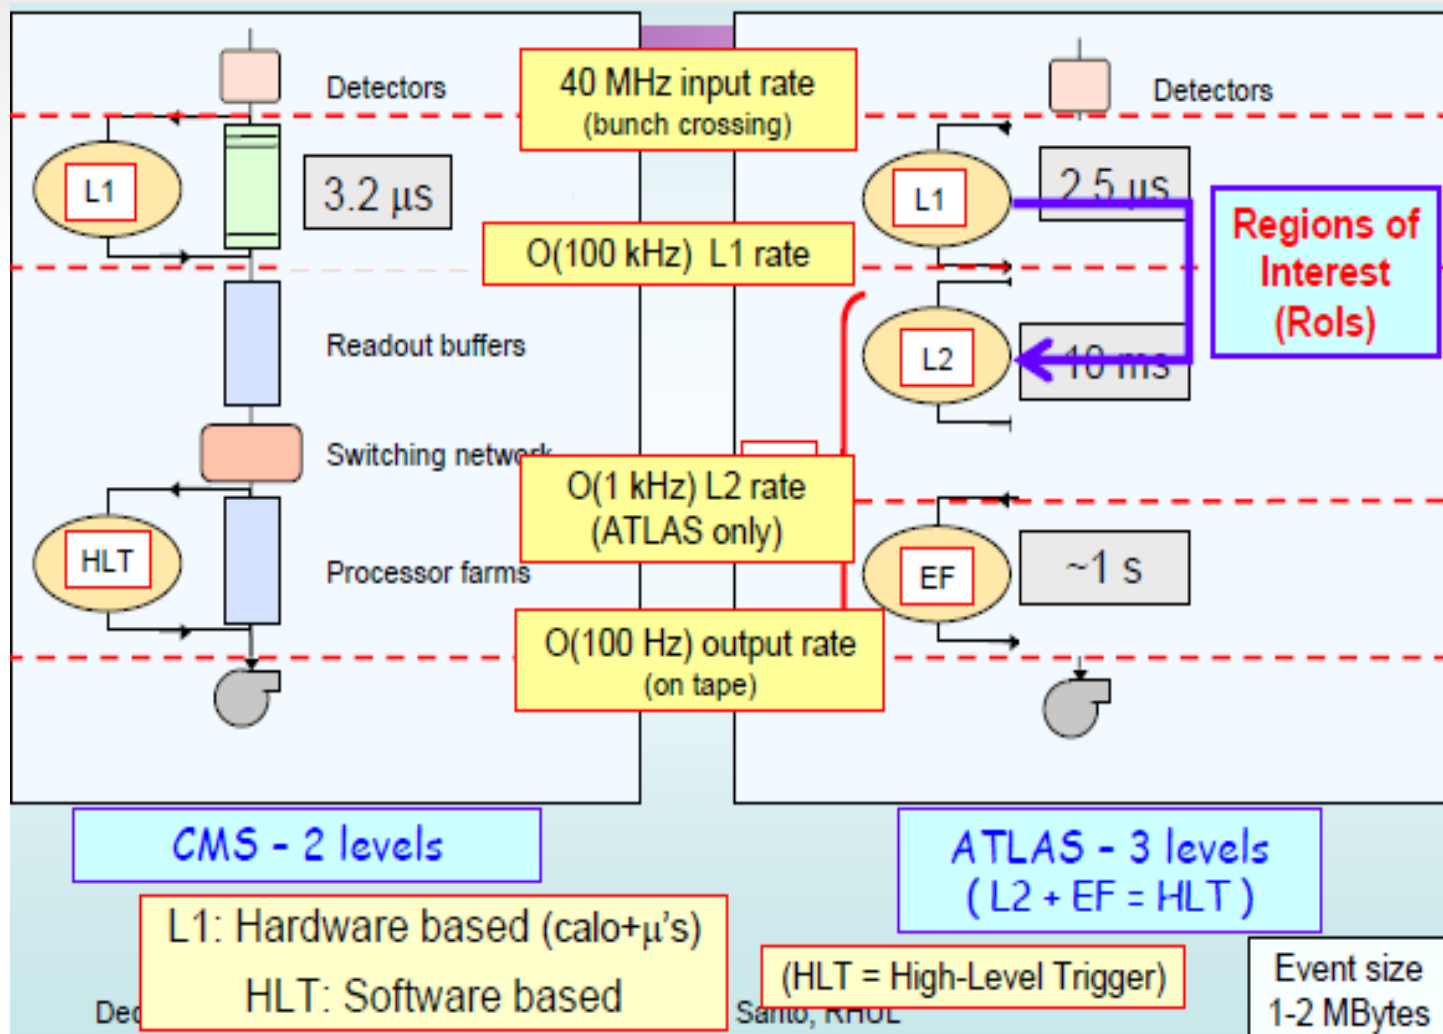 Detectors
L1
3.2 μs
Readout buffers
Switching network
HLT
Processor farms
40 MHz input rate
(bunch crossing)
O(100 kHz) L1 rate
O(1 kHz) L2 rate
(ATLAS only)
O(100 Hz) output rate
(on tape)
Detectors
L1
2.5 μs
Regions of
Interest
(RoIs)
L2
10 ms
EF
~1 s
CMS - 2 levels
ATLAS - 3 levels
( L2 + EF = HLT )
L1: Hardware based (calo+μ's)
HLT: Software based
(HLT = High-Level Trigger)
Event size
1-2 MBytes
Santo, RHUL